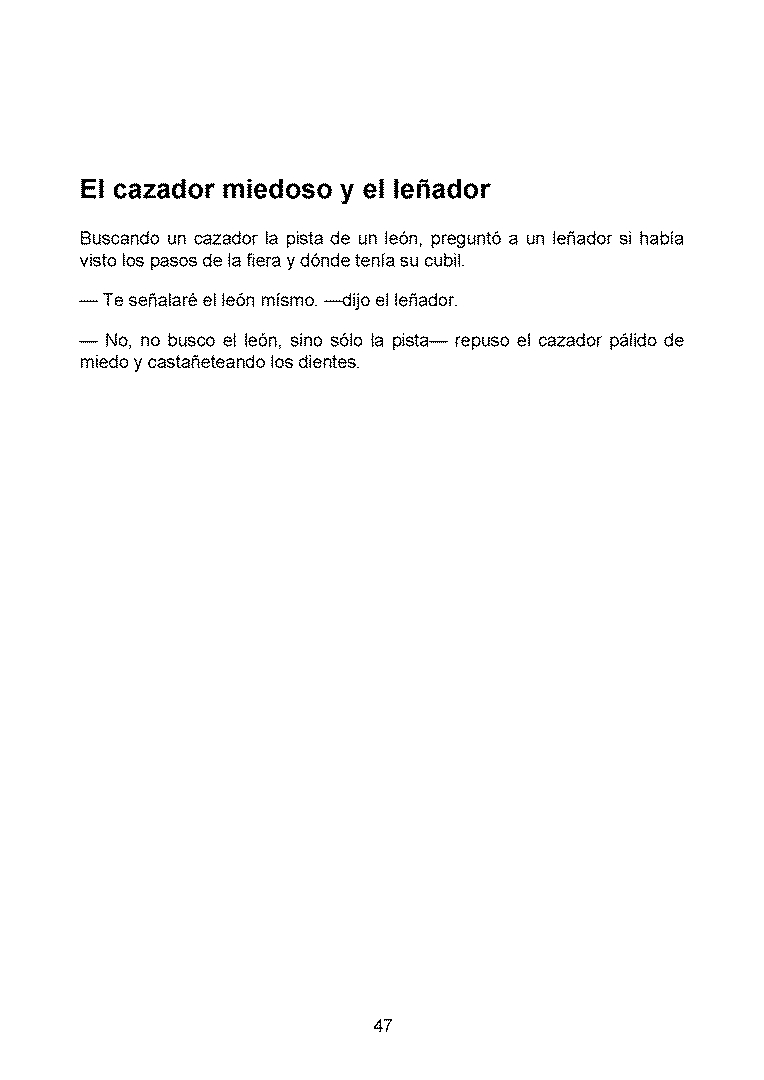 El cazador miedoso y el leñador
Buscando un cazador la pista de un león, preguntó a un leñador si había
visto los pasos de la fiera y dónde tenía su cubil.
— Te señalaré el león mísmo. —dijo el leñador.
— No, no busco el león, sino sólo la pista— repuso el cazador pálido de
miedo y castañeteando los dientes.
47